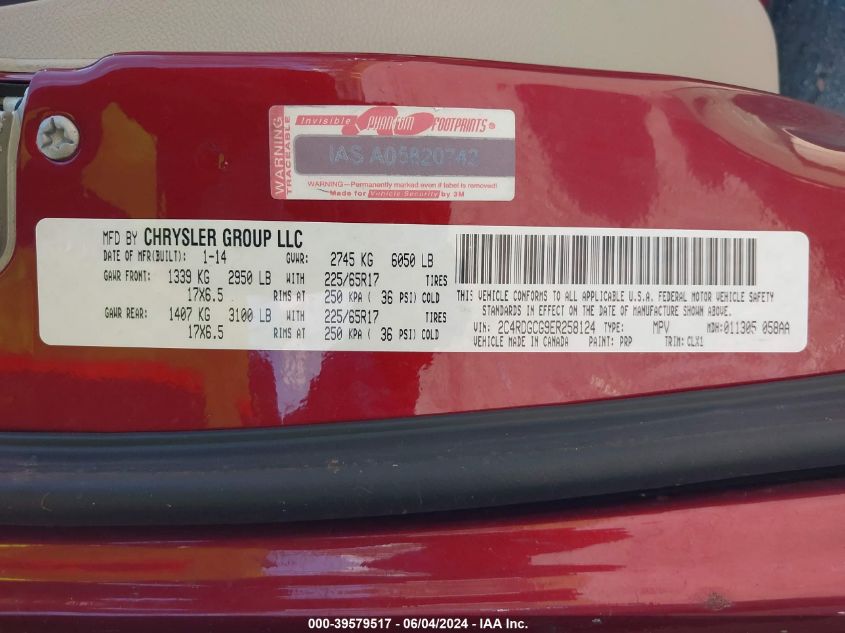 WARNING
TRACEABLE
Invisible PHANTOM FOOTPRINTS®
IAS A05820742
WARNING—Permanently marked even if label is removed!
Made for Vehicle Security by 3M
MFD BY CHRYSLER GROUP LLC
DATE OF MFR(BUILT): 1-14 GVWR: 2745 KG 6050 LB
GAWR FRONT: 1339 KG 2950 LB WITH 225/65R17 TIRES
17X6.5 RIMS AT 250 KPA ( 36 PSI) COLD
GAWR REAR: 1407 KG 3100 LB WITH 225/65R17 TIRES
17X6.5 RIMS AT 250 KPA ( 36 PSI) COLD
THIS VEHICLE CONFORMS TO ALL APPLICABLE U.S.A. FEDERAL MOTOR VEHICLE SAFETY
STANDARDS IN EFFECT ON THE DATE OF MANUFACTURE SHOWN ABOVE.
VIN: 2C4RDGCG9ER258124 TYPE: MPV MDH: 011305 058AA
VEHICLE MADE IN CANADA PAINT: PRP TRIM: CLX1
000-39579517 - 06/04/2024 - IAA Inc.